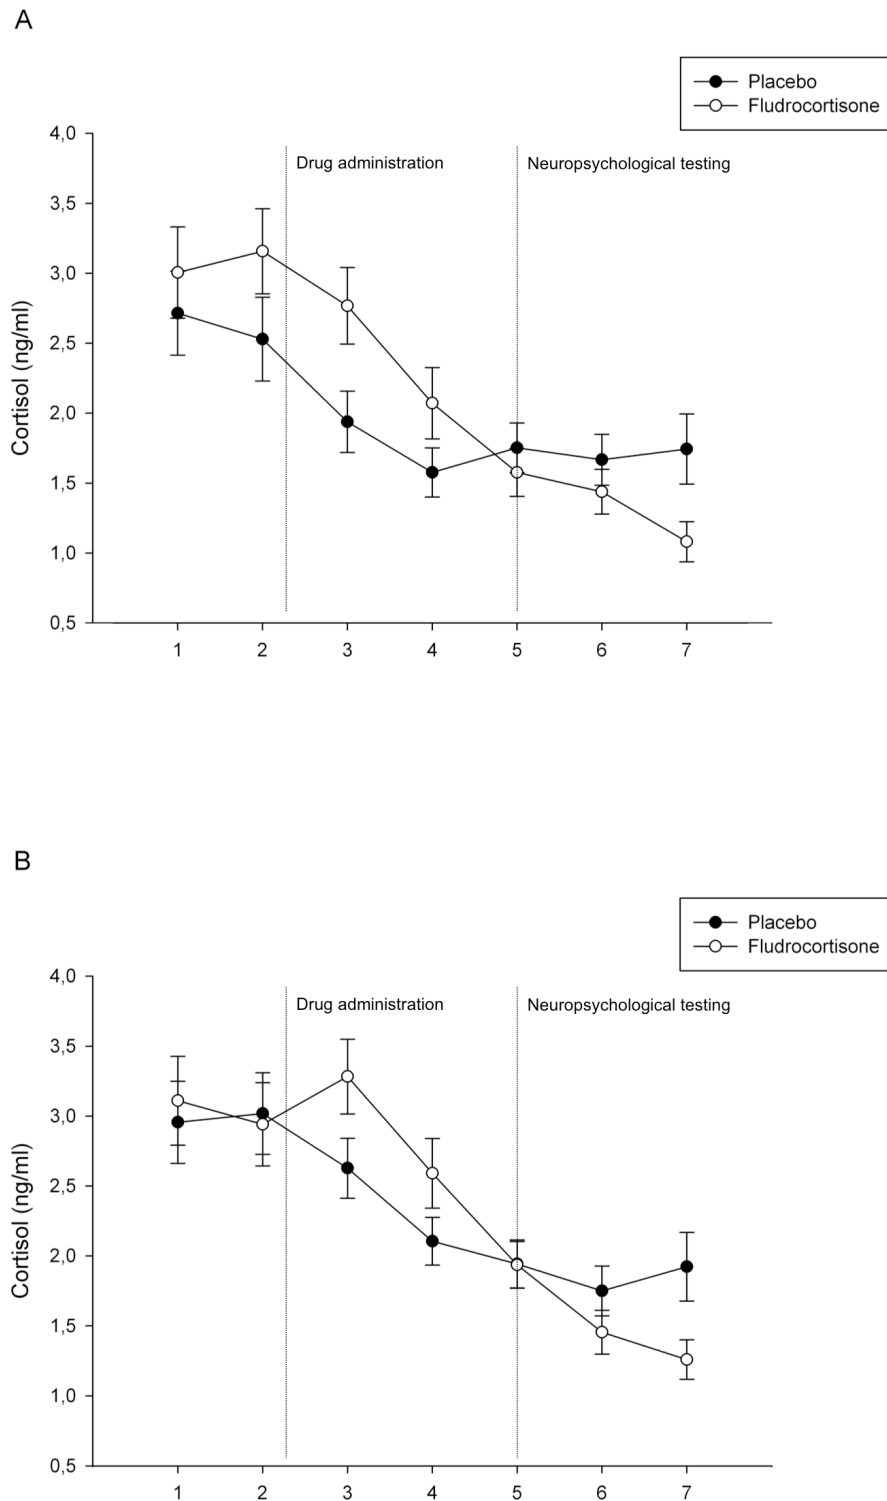 A
Placebo
Fludrocortisone
4,0
Drug administration
Neuropsychological testing
3,5
3,0
2,5
2,0
1,5
1,0
0,5
Cortisol (ng/ml)
1 2 3 4 5 6 7
B
Placebo
Fludrocortisone
4,0
Drug administration
Neuropsychological testing
3,5
3,0
2,5
2,0
1,5
1,0
0,5
Cortisol (ng/ml)
1 2 3 4 5 6 7